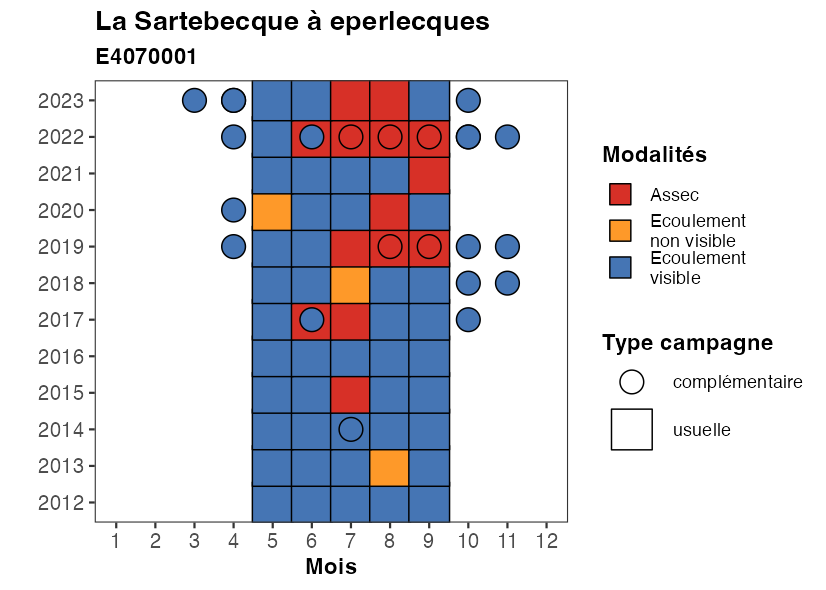 La Sartebecque à eperlecques
E4070001
2023
2022
2021
2020
2019
2018
2017
2016
2015
2014
2013
2012
1 2 3 4 5 6 7 8 9 10 11 12
Mois
Modalités
Assec
Ecoulement
non visible
Ecoulement
visible
Type campagne
complémentaire
usuelle